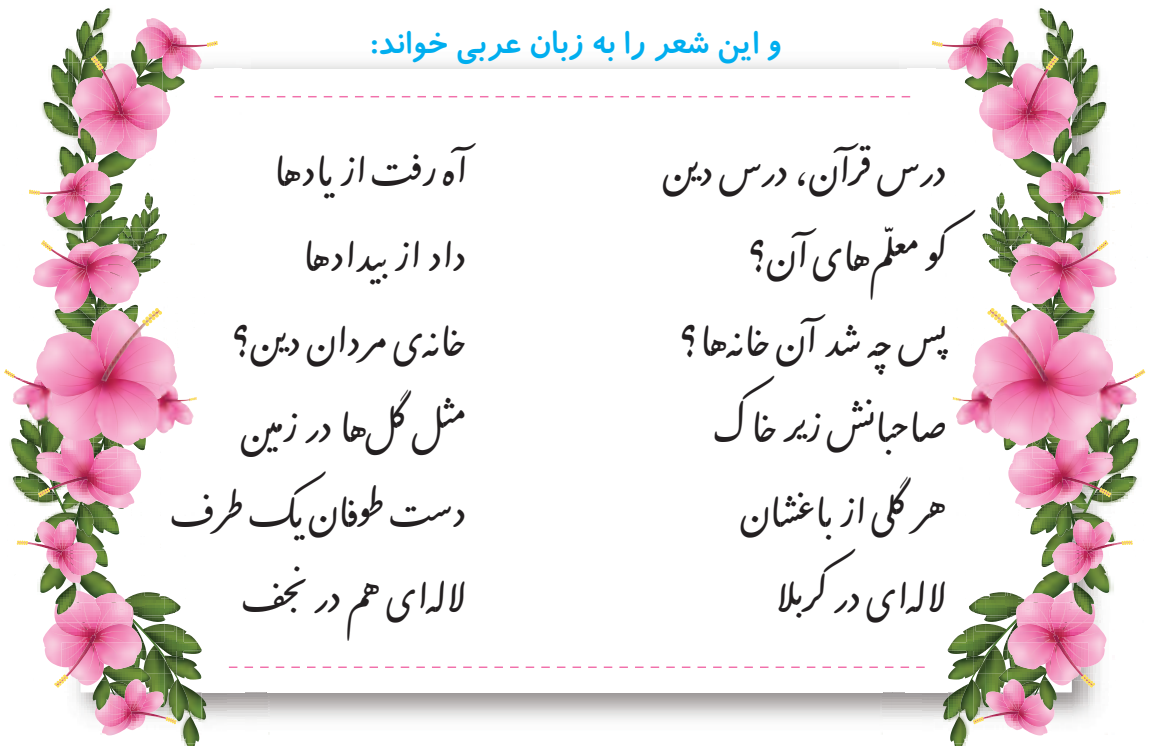 و این شعر را به زبان عربی خواند:
درس قرآن، درس دین آه رفت از یادها
کو معلّم‌های آن؟ داد از بیدادها
پس چه شد آن خانه‌ها؟ خانه‌ی مردان دین؟
صاحبانش زیر خاک مثل گل‌ها در زمین
هر گلی از باغشان دست طوفان یک طرف
لاله‌ای در کربلا لاله‌ای هم در نجف